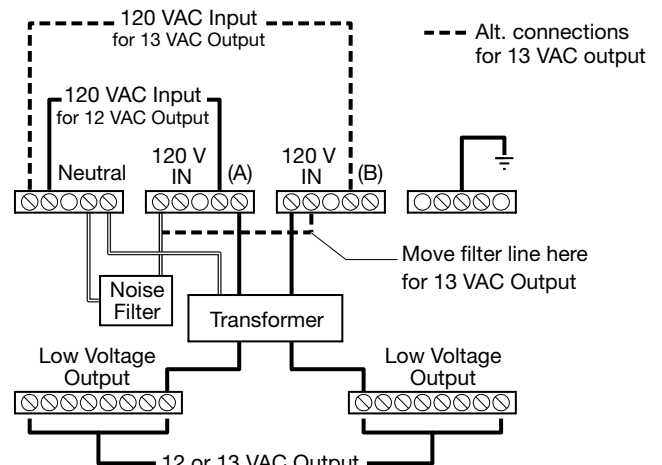 120 VAC Input
for 13 VAC Output
Alt. connections
for 13 VAC output
120 VAC Input
for 12 VAC Output
Neutral
120 V
IN
(A)
120 V
IN
(B)
Move filter line here
for 13 VAC Output
Noise
Filter
Transformer
Low Voltage
Output
Low Voltage
Output
12 or 13 VAC Output